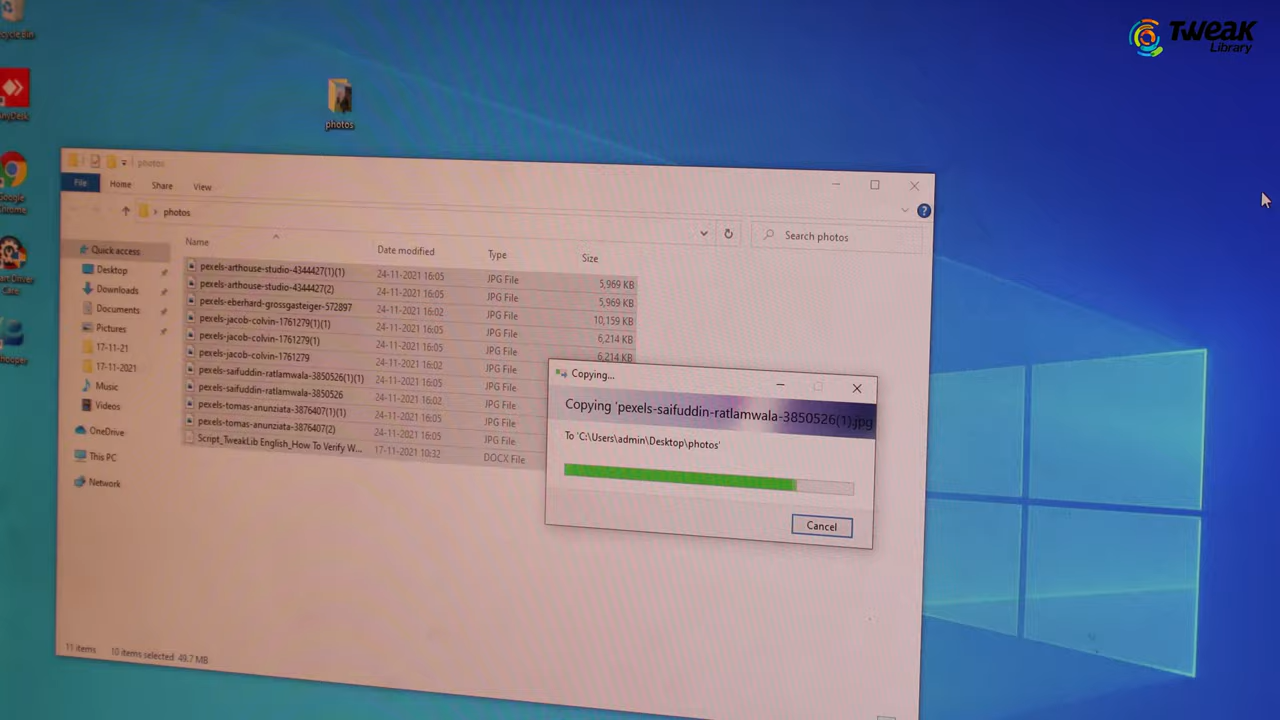 Tweak
Library
photos
photos
File Home Share View
photos
Search photos
Name Date modified Type Size
Quick access
Desktop
Downloads
Documents
Pictures
17-11-21
17-11-2021
Music
Videos
OneDrive
This PC
Network
pexels-arthouse-studio-4344427(1)(1) 24-11-2021 16:05 JPG File 5,969 KB
pexels-arthouse-studio-4344427(2) 24-11-2021 16:05 JPG File 5,969 KB
pexels-eberhard-grossgasteiger-572897 24-11-2021 16:02 JPG File 10,159 KB
pexels-jacob-colvin-1761279(1)(1) 24-11-2021 16:05 JPG File 6,214 KB
pexels-jacob-colvin-1761279(1) 24-11-2021 16:05 JPG File 6,214 KB
pexels-jacob-colvin-1761279 24-11-2021 16:02 JPG File
pexels-saifuddin-ratlamwala-3850526(1)(1) 24-11-2021 16:05 JPG File
pexels-saifuddin-ratlamwala-3850526 24-11-2021 16:02 JPG File
pexels-tomas-anunziata-3876407(1)(1) 24-11-2021 16:05 JPG File
pexels-tomas-anunziata-3876407(2) 24-11-2021 16:05 JPG File
Script_TweakLib English_How To Verify W... 17-11-2021 10:32 DOCX File
Copying...
Copying 'pexels-saifuddin-ratlamwala-3850526(1).jpg
To 'C:\Users\admin\Desktop\photos'
Cancel
11 items 10 items selected 49.7 MB
Google
Chrome